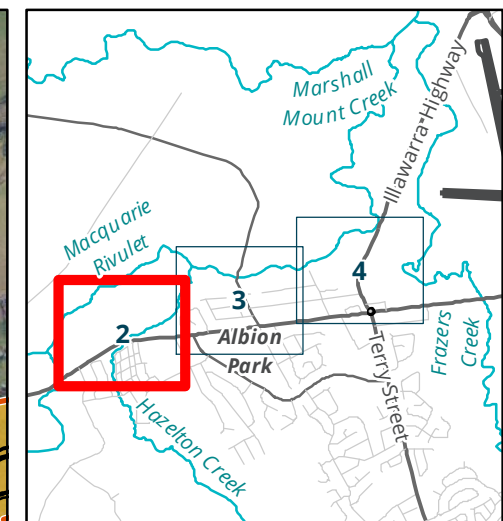 Marshall
Mount Creek
Illawarra Highway
Macquarie
Rivulet
4
3
2
Albion
Park
Frazers
Creek
Terry Street
Hazelton Creek